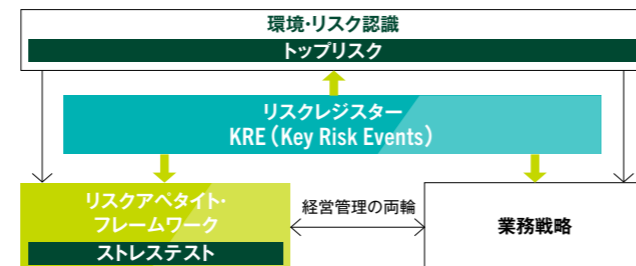 環境・リスク認識
トップリスク
リスクレジスター
KRE(Key Risk Events)
リスクアペタイト・
フレームワーク
ストレステスト
経営管理の両輪
業務戦略